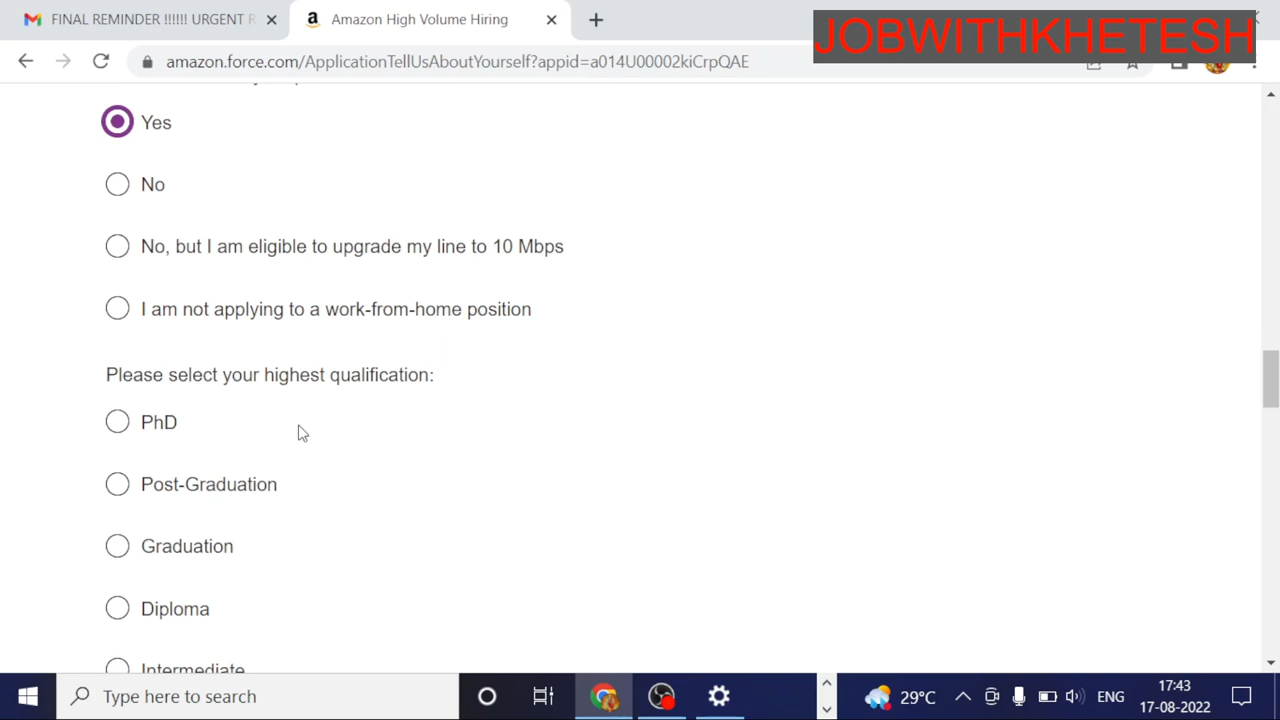 FINAL REMINDER !!!!!! URGENT R
Amazon High Volume Hiring
JOBWITHKHETESH
amazon.force.com/ApplicationTellUsAboutYourself?appid=a014U00002kiCrpQAE
Yes
No
No, but I am eligible to upgrade my line to 10 Mbps
I am not applying to a work-from-home position
Please select your highest qualification:
PhD
Post-Graduation
Graduation
Diploma
Intermediate
Type here to search
29°C
ENG
17:43
17-08-2022